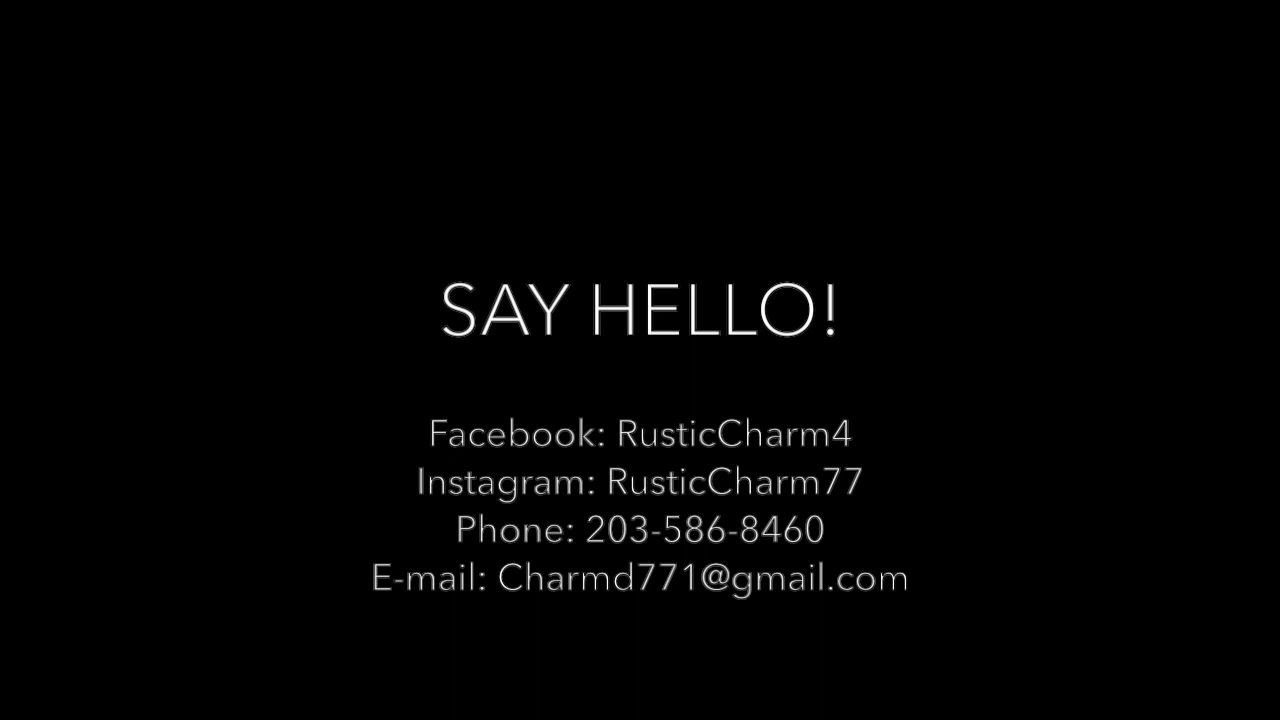 SAY HELLO!
Facebook: RusticCharm4
Instagram: RusticCharm77
Phone: 203-586-8460
E-mail: Charmd771@gmail.com